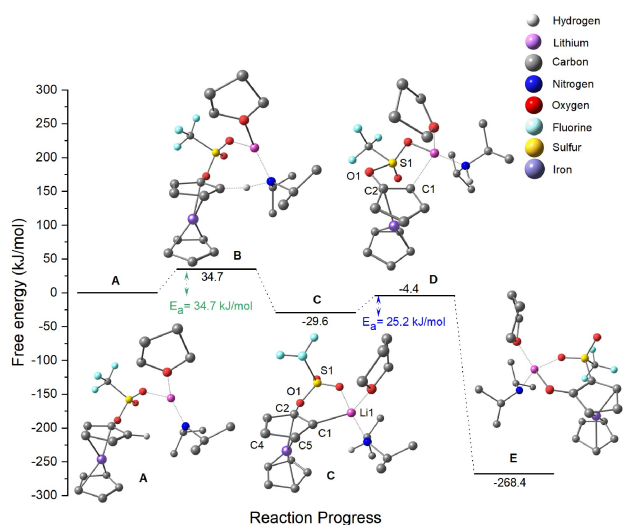 Hydrogen
Lithium
Carbon
Nitrogen
Oxygen
Fluorine
Sulfur
Iron
Free energy (kJ/mol)
300
250
200
150
100
50
0
-50
-100
-150
-200
-250
-300
A
B
34.7
Ea= 34.7 kJ/mol
C
-29.6
D
-4.4
Ea= 25.2 kJ/mol
E
-268.4
S1
O1
C2
C1
A
S1
O1
C2
C1
Li1
C4
C5
C
Reaction Progress